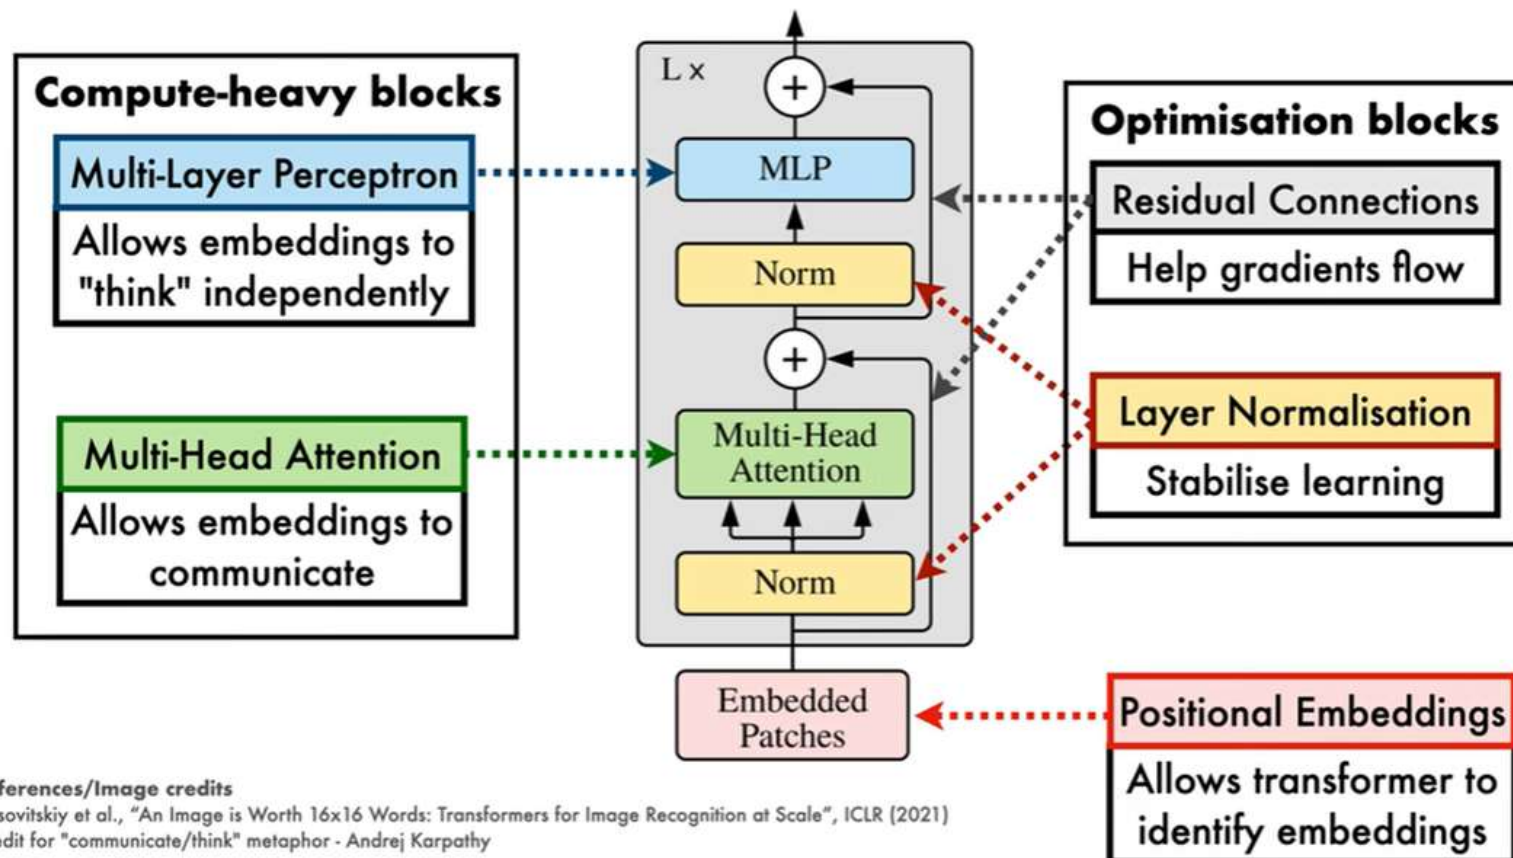 Compute-heavy blocks
Multi-Layer Perceptron
Allows embeddings to
"think" independently
Multi-Head Attention
Allows embeddings to
communicate
L ×
+
MLP
Norm
+
Multi-Head
Attention
Norm
Embedded
Patches
Optimisation blocks
Residual Connections
Help gradients flow
Layer Normalisation
Stabilise learning
Positional Embeddings
Allows transformer to
identify embeddings
ferences/Image credits
sovitskiy et al., “An Image is Worth 16x16 Words: Transformers for Image Recognition at Scale”, ICLR (2021)
edit for "communicate/think" metaphor - Andrej Karpathy